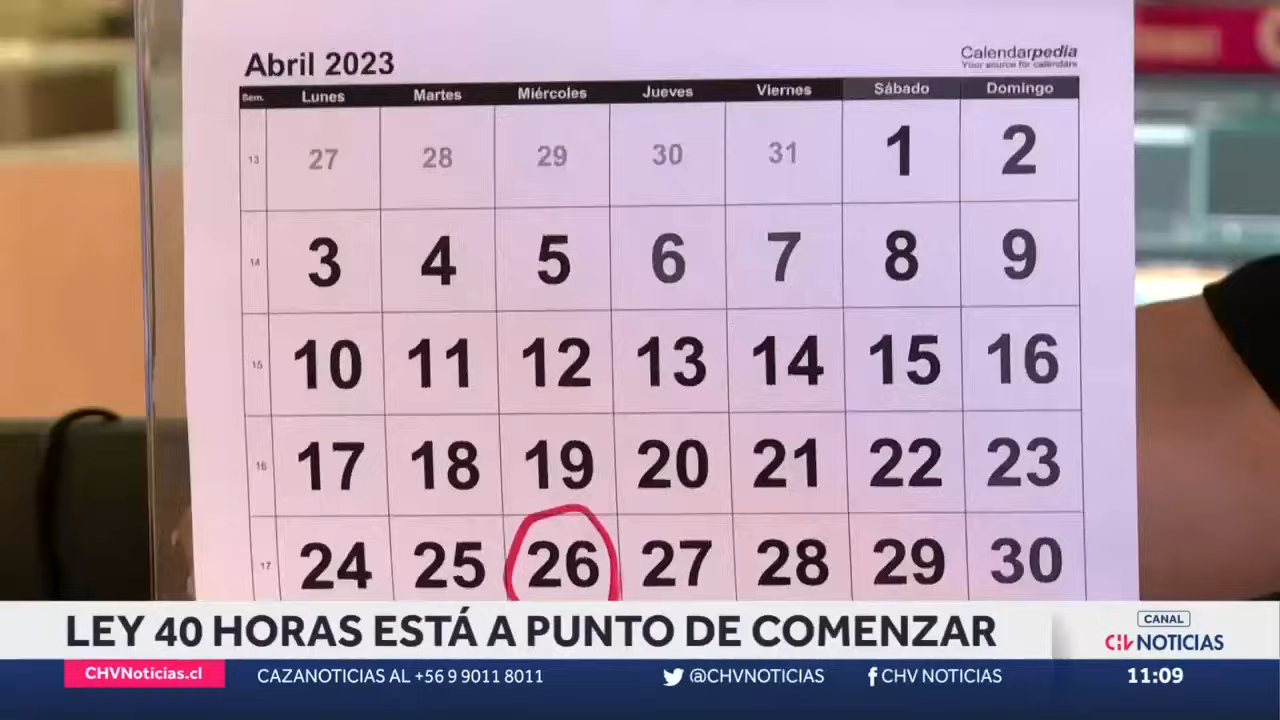 Abril 2023
Calendarpedia
Your source for calendars
Sem. Lunes Martes Miércoles Jueves Viernes Sábado Domingo
13 27 28 29 30 31 1 2
14 3 4 5 6 7 8 9
15 10 11 12 13 14 15 16
16 17 18 19 20 21 22 23
17 24 25 26 27 28 29 30
LEY 40 HORAS ESTÁ A PUNTO DE COMENZAR
CANAL
CHV NOTICIAS
CHVNoticias.cl CAZANOTICIAS AL +56 9 9011 8011 @CHVNOTICIAS CHV NOTICIAS 11:09